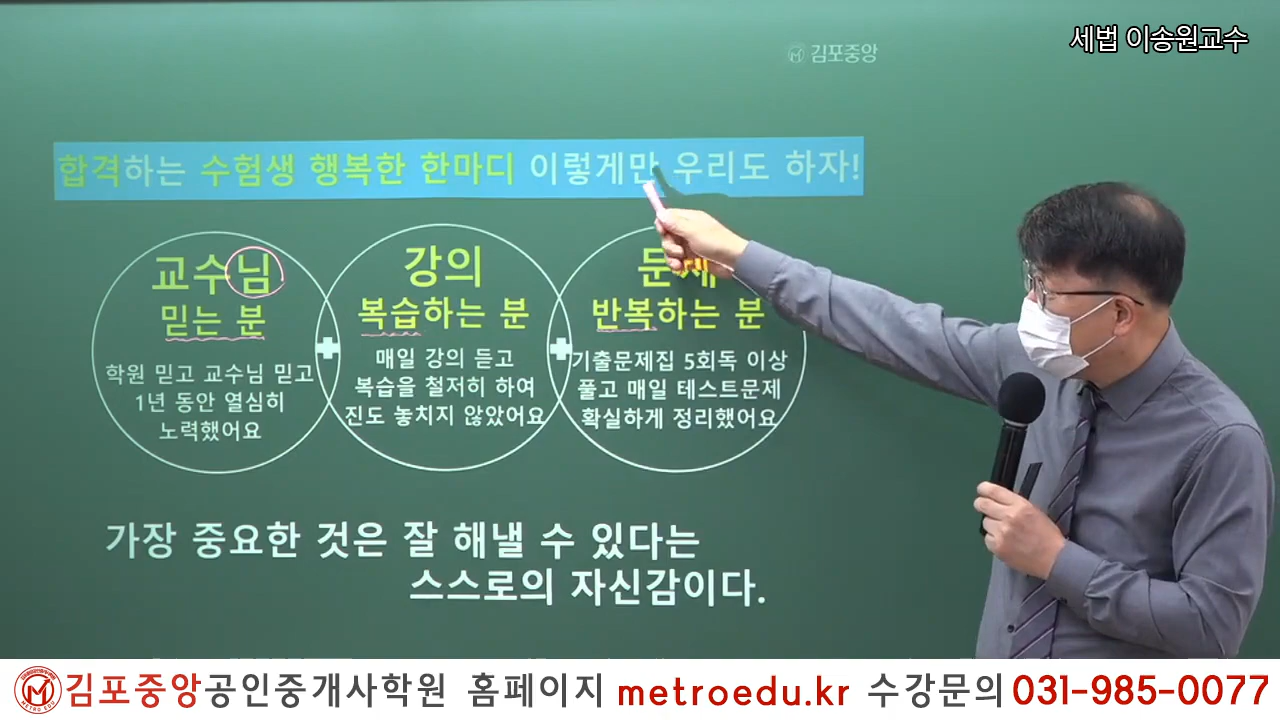 세법 이송원교수
김포중앙
합격하는 수험생 행복한 한마디 이렇게만 우리도 하자!
교수님
믿는 분
학원 믿고 교수님 믿고
1년 동안 열심히
노력했어요
강의
복습하는 분
매일 강의 듣고
복습을 철저히 하여
진도 놓치지 않았어요
문제
반복하는 분
기출문제집 5회독 이상
풀고 매일 테스트문제
확실하게 정리했어요
가장 중요한 것은 잘 해낼 수 있다는
스스로의 자신감이다.
METRO EDU
김포중앙공인중개사학원 홈페이지 metroedu.kr 수강문의 031-985-0077